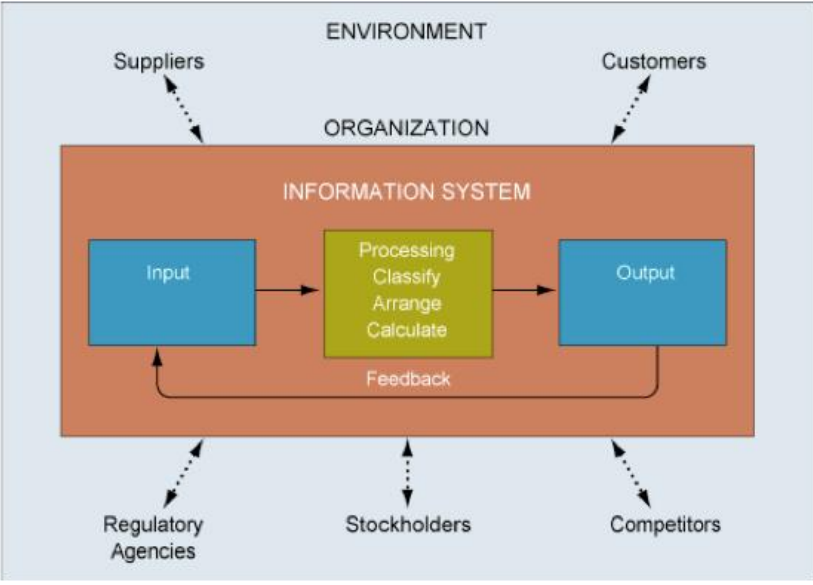 ENVIRONMENT
Suppliers
Customers
ORGANIZATION
INFORMATION SYSTEM
Input
Processing
Classify
Arrange
Calculate
Output
Feedback
Regulatory
Agencies
Stockholders
Competitors